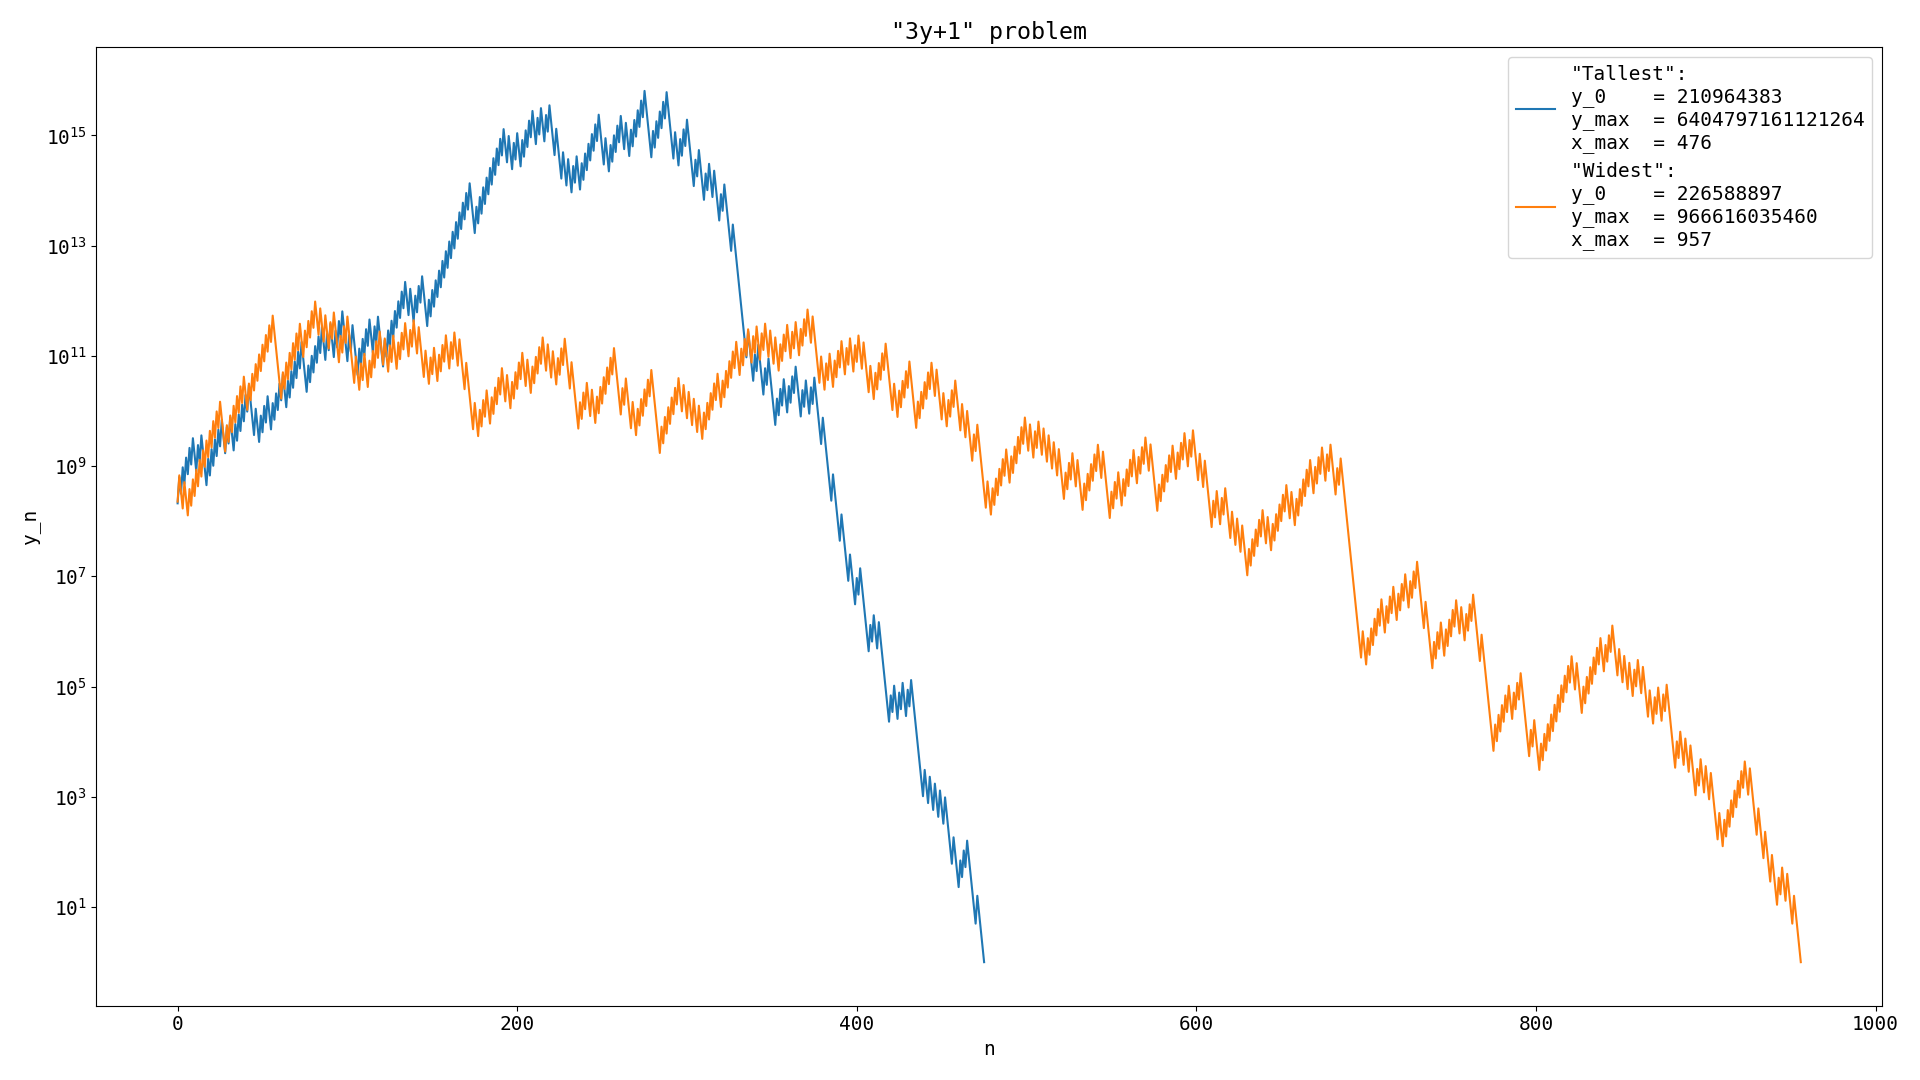 "3y+1" problem
"Tallest":
y_0    = 210964383
y_max  = 6404797161121264
x_max  = 476
"Widest":
y_0    = 226588897
y_max  = 966616035460
x_max  = 957
10^15
10^13
10^11
10^9
10^7
10^5
10^3
10^1
y_n
0 200 400 600 800 1000
n